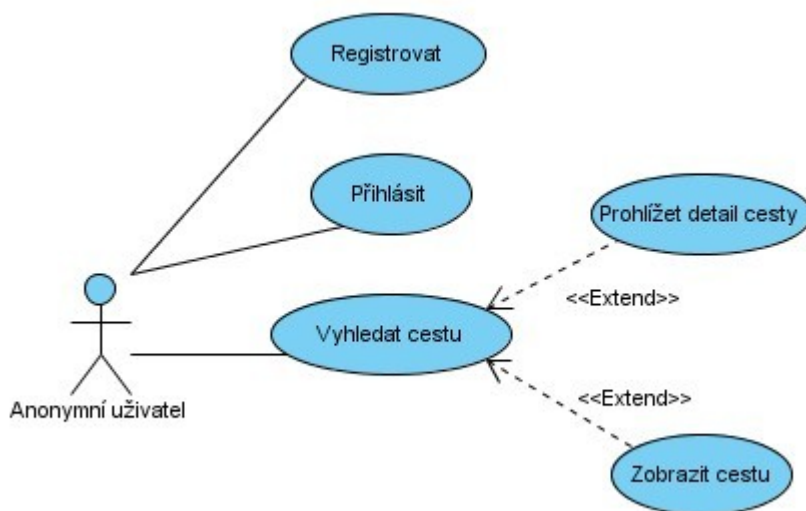 Registrovat
Přihlásit
Prohlížet detail cesty
<<Extend>>
Vyhledat cestu
<<Extend>>
Anonymní uživatel
Zobrazit cestu